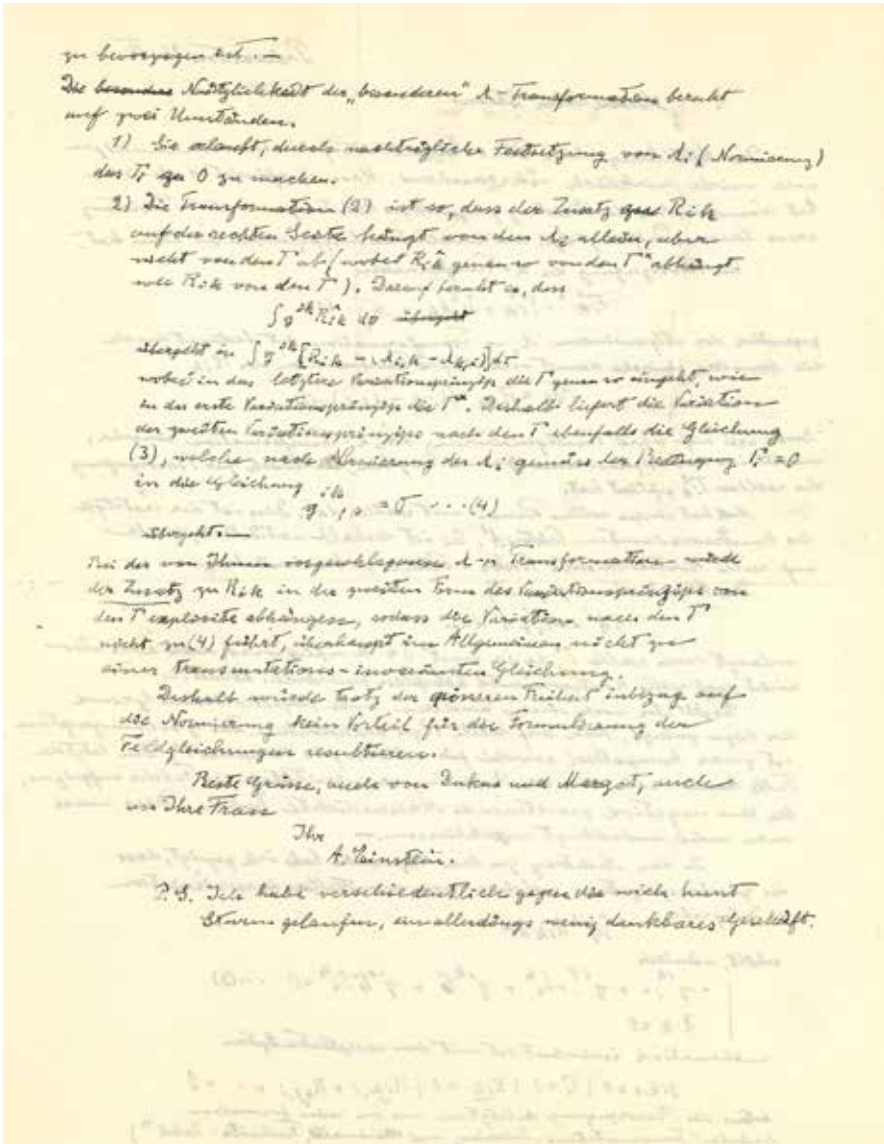 zu bevorzugen ist. —
Die besondere Nützlichkeit der „besonderen" λ-Transformation beruht
auf zwei Umständen.
1) Sie erlaubt, durch nachträgliche Festsetzung von λi (Normierung)
das Γi zu 0 zu machen.
2) Die Transformation (2) ist so, dass der Zusatz Rik
auf der rechten Seite hängt von den λi allein, aber
nicht von den Γ ab (wobei Rik* genau so von den Γ* abhängt
wie Rik von den Γ). Darauf beruht es, dass
∫ g^ik Rik* dτ übergeht
übergeht in ∫ g^ik [Rik - (λi,k - λk,i)] dτ
wobei in das letztere Variationsprinzip die Γ genau so eingeht, wie
in das erste Variationsprinzip die Γ*. Deshalb liefert die Variation
des zweiten Variationsprinzips nach den Γ ebenfalls die Gleichung
(3), welche nach Normierung der λi gemäss der Bedingung Γi = 0
in die Gleichung
g^ik ; s = 0 ... (4)
übergeht. —
Bei der von Ihnen vorgeschlagenen Transformation würde
der Zusatz zu Rik in der zweiten Form des Variationsprinzips von
den Γ explizite abhängen, sodass die Variation nach den Γ
nicht zu (4) führt, überhaupt im Allgemeinen nicht zu
einer transmutations-invarianten Gleichung.
Deshalb würde trotz der grösseren Freiheit inbezug auf
die Normierung kein Vorteil für die Formulierung der
Feldgleichungen resultieren.
Beste Grüsse, auch von Dukas und Margot, auch
an Ihre Frau
Ihr
A. Einstein.
P.S. Ich habe verschiedentlich gegen die
Sturm gelaufen, ein allerdings wenig dankbares Geschäft.